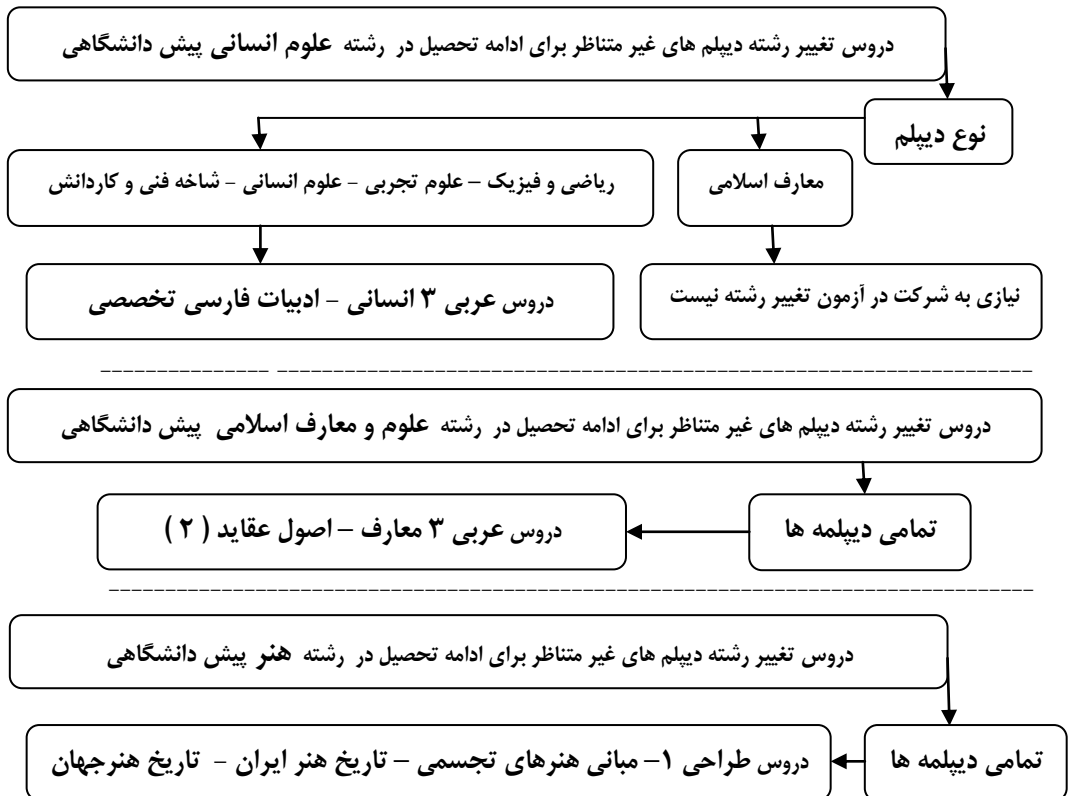 دروس تغییر رشته دیپلم های غیر متناظر برای ادامه تحصیل در رشته علوم انسانی پیش دانشگاهی
نوع دیپلم
معارف اسلامی
ریاضی و فیزیک – علوم تجربی - علوم انسانی - شاخه فنی و کاردانش
نیازی به شرکت در آزمون تغییر رشته نیست
دروس عربی ۳ انسانی - ادبیات فارسی تخصصی
دروس تغییر رشته دیپلم های غیر متناظر برای ادامه تحصیل در رشته علوم و معارف اسلامی پیش دانشگاهی
تمامی دیپلمه ها
دروس عربی ۳ معارف – اصول عقاید ( ۲ )
دروس تغییر رشته دیپلم های غیر متناظر برای ادامه تحصیل در رشته هنر پیش دانشگاهی
تمامی دیپلمه ها
دروس طراحی ۱– مبانی هنرهای تجسمی – تاریخ هنر ایران - تاریخ هنرجهان